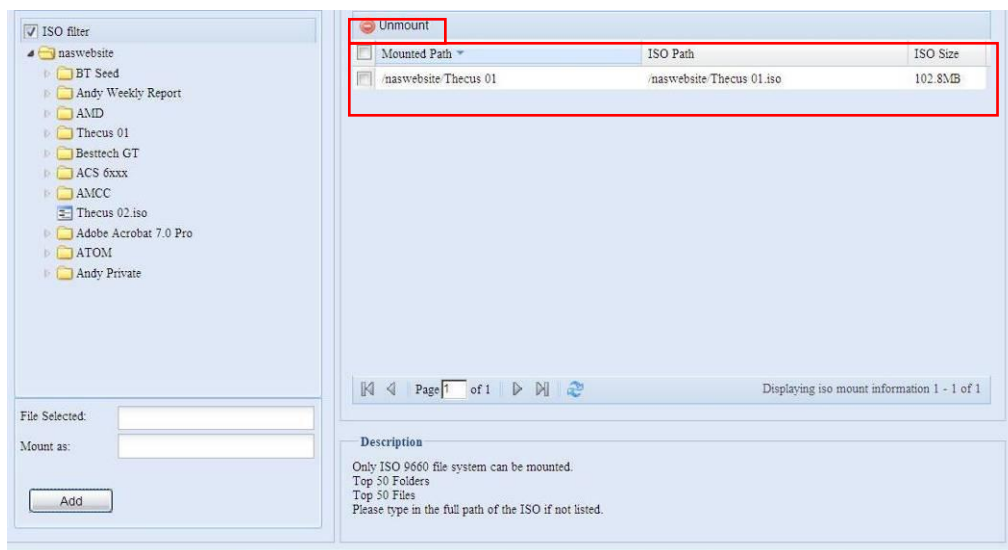 ISO filter
naswebsite
BT Seed
Andy Weekly Report
AMD
Thecus 01
Besttech GT
ACS 6xxx
AMCC
Thecus 02.iso
Adobe Acrobat 7.0 Pro
ATOM
Andy Private
File Selected:
Mount as:
Add
Unmount
Mounted Path ISO Path ISO Size
/naswebsite/Thecus 01 /naswebsite/Thecus 01.iso 102.8MB
Page 1 of 1 Displaying iso mount information 1 - 1 of 1
Description
Only ISO 9660 file system can be mounted.
Top 50 Folders
Top 50 Files
Please type in the full path of the ISO if not listed.